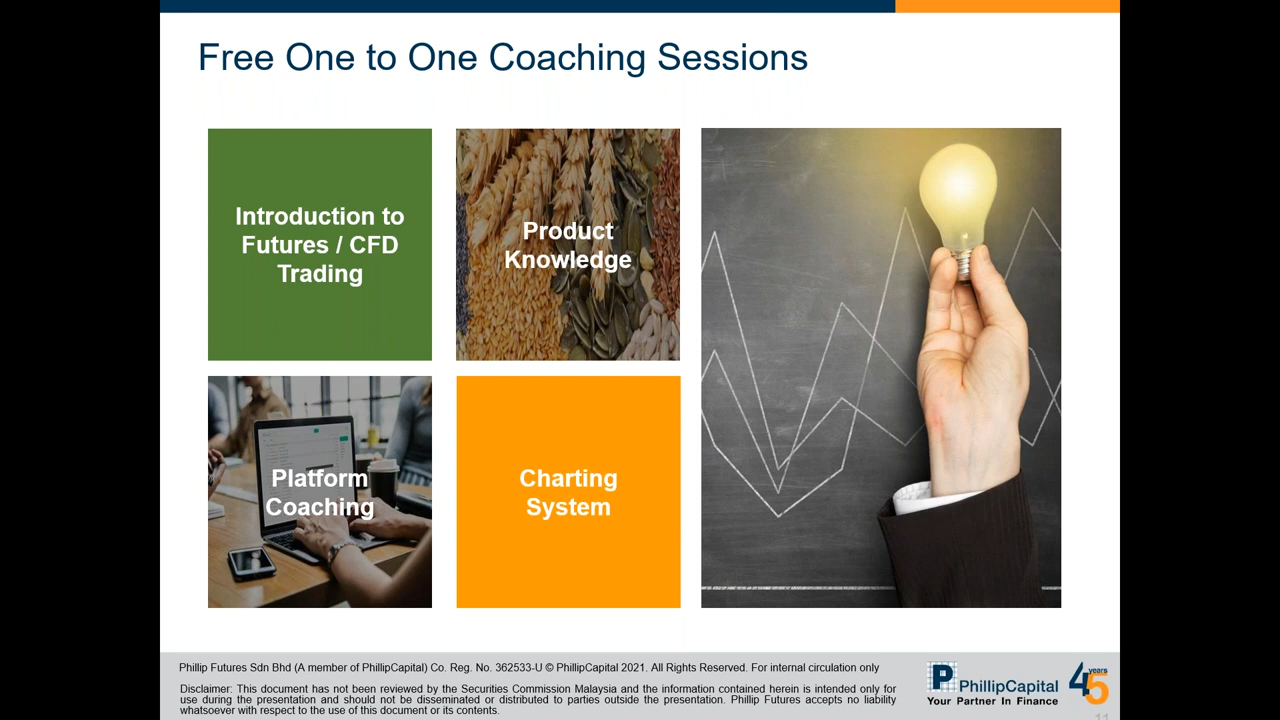 Free One to One Coaching Sessions
Introduction to
Futures / CFD
Trading
Product
Knowledge
Platform
Coaching
Charting
System
Phillip Futures Sdn Bhd (A member of PhillipCapital) Co. Reg. No. 362533-U © PhillipCapital 2021. All Rights Reserved. For internal circulation only
Disclaimer: This document has not been reviewed by the Securities Commission Malaysia and the information contained herein is intended only for
use during the presentation and should not be disseminated or distributed to parties outside the presentation. Phillip Futures accepts no liability
whatsoever with respect to the use of this document or its contents.
P
PhillipCapital
Your Partner In Finance
45
years
11